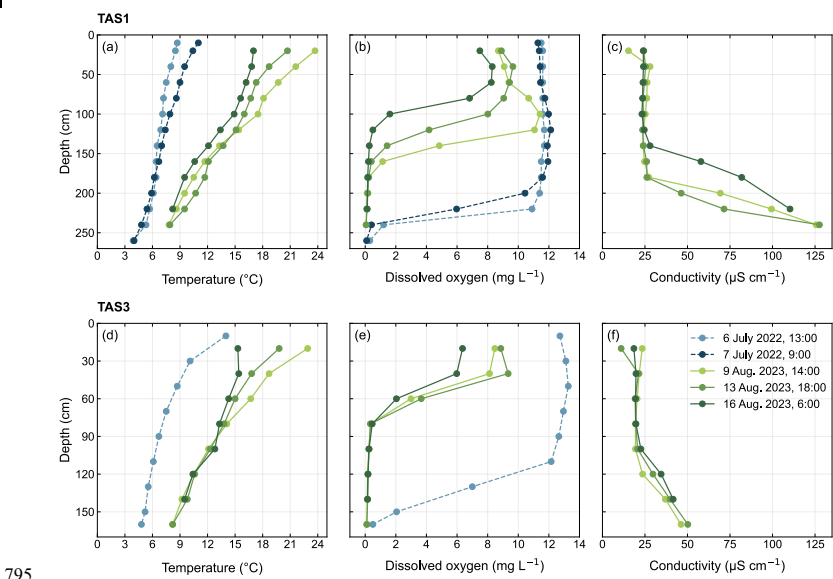 TAS1
(a)
(b)
(c)
0
50
100
150
200
250
Depth (cm)
0 3 6 9 12 15 18 21 24
0 2 4 6 8 10 12 14
0 25 50 75 100 125
Temperature (°C)
Dissolved oxygen (mg L⁻¹)
Conductivity (µS cm⁻¹)
TAS3
(d)
(e)
(f)
0
30
60
90
120
150
Depth (cm)
6 July 2022, 13:00
7 July 2022, 9:00
9 Aug. 2023, 14:00
13 Aug. 2023, 18:00
16 Aug. 2023, 6:00
0 3 6 9 12 15 18 21 24
0 2 4 6 8 10 12 14
0 25 50 75 100 125
Temperature (°C)
Dissolved oxygen (mg L⁻¹)
Conductivity (µS cm⁻¹)
795